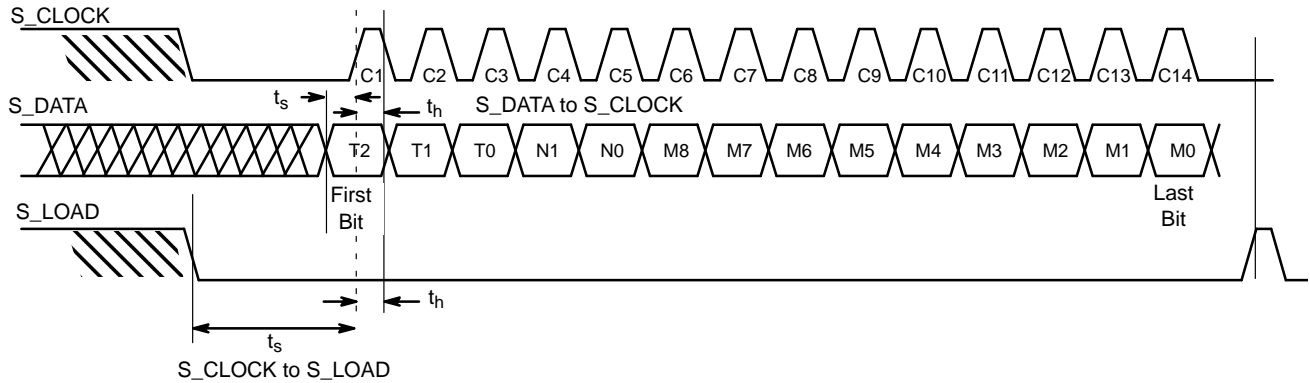 S_CLOCK
C1 C2 C3 C4 C5 C6 C7 C8 C9 C10 C11 C12 C13 C14
ts
S_DATA
th
S_DATA to S_CLOCK
T2 T1 T0 N1 N0 M8 M7 M6 M5 M4 M3 M2 M1 M0
First
Bit
Last
Bit
S_LOAD
th
ts
S_CLOCK to S_LOAD